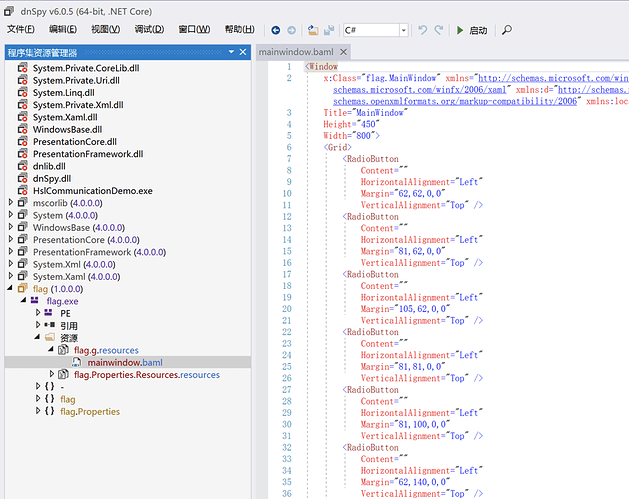 dnSpy v6.0.5 (64-bit, .NET Core)
文件(F) 编辑(E) 视图(V) 调试(D) 窗口(W) 帮助(H) C# 启动
程序集资源管理器
System.Private.CoreLib.dll
System.Private.Uri.dll
System.Linq.dll
System.Private.Xml.dll
System.Xaml.dll
WindowsBase.dll
PresentationCore.dll
PresentationFramework.dll
dnlib.dll
dnSpy.dll
HslCommunicationDemo.exe
mscorlib (4.0.0.0)
System (4.0.0.0)
WindowsBase (4.0.0.0)
PresentationCore (4.0.0.0)
PresentationFramework (4.0.0.0)
System.Xml (4.0.0.0)
System.Xaml (4.0.0.0)
flag (1.0.0.0)
flag.exe
PE
引用
资源
flag.g.resources
mainwindow.baml
flag.Properties.Resources.resources
{ } -
{ } flag
{ } flag.Properties
mainwindow.baml
1 <Window
2 x:Class="flag.MainWindow" xmlns="http://schemas.microsoft.com/win
schemas.microsoft.com/winfx/2006/xaml" xmlns:d="http://schema
schemas.openxmlformats.org/markup-compatibility/2006" xmlns:loc
3 Title="MainWindow"
4 Height="450"
5 Width="800">
6 <Grid>
7 <RadioButton
8 Content=""
9 HorizontalAlignment="Left"
10 Margin="62,62,0,0"
11 VerticalAlignment="Top" />
12 <RadioButton
13 Content=""
14 HorizontalAlignment="Left"
15 Margin="81,62,0,0"
16 VerticalAlignment="Top" />
17 <RadioButton
18 Content=""
19 HorizontalAlignment="Left"
20 Margin="105,62,0,0"
21 VerticalAlignment="Top" />
22 <RadioButton
23 Content=""
24 HorizontalAlignment="Left"
25 Margin="81,81,0,0"
26 VerticalAlignment="Top" />
27 <RadioButton
28 Content=""
29 HorizontalAlignment="Left"
30 Margin="81,100,0,0"
31 VerticalAlignment="Top" />
32 <RadioButton
33 Content=""
34 HorizontalAlignment="Left"
35 Margin="62,140,0,0"
36 VerticalAlignment="Top" />